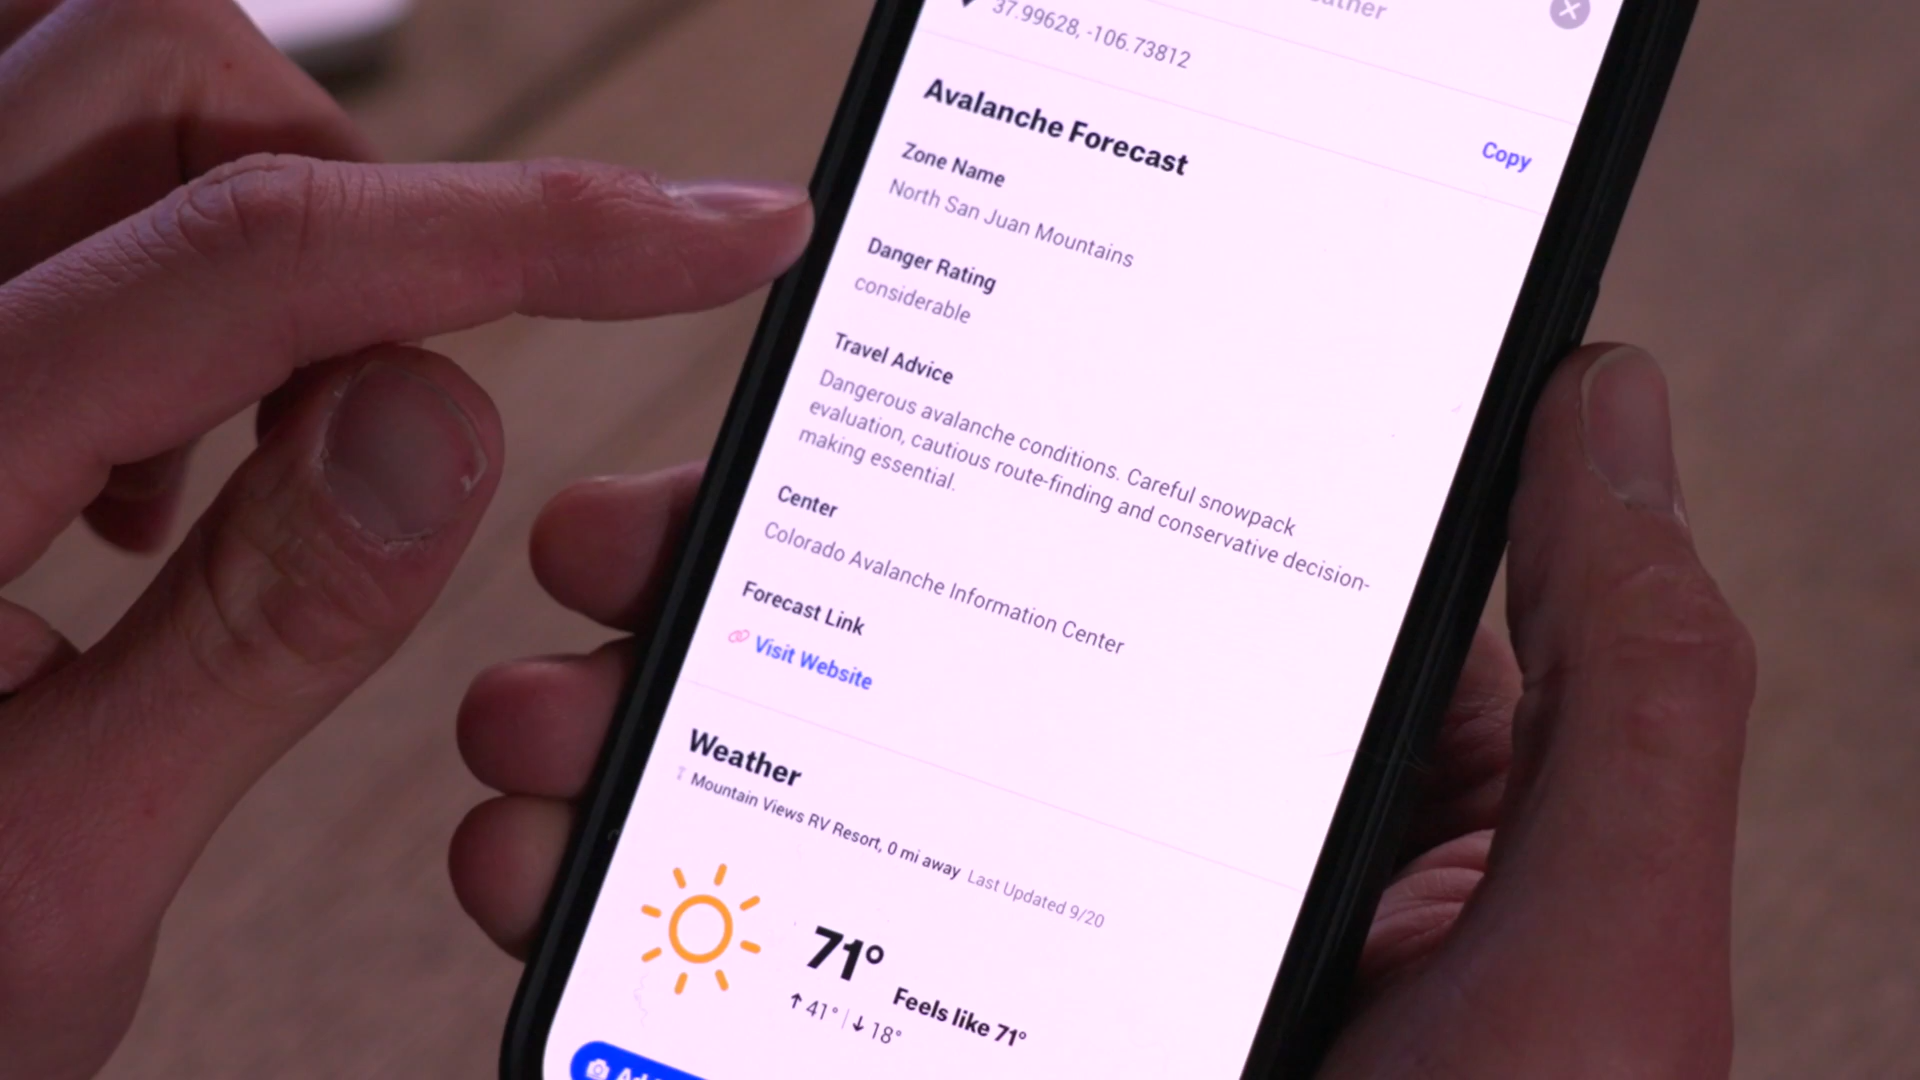 37.99628, -106.73812
Avalanche Forecast
Copy
Zone Name
North San Juan Mountains
Danger Rating
considerable
Travel Advice
Dangerous avalanche conditions. Careful snowpack
evaluation, cautious route-finding and conservative decision-
making essential.
Center
Colorado Avalanche Information Center
Forecast Link
Visit Website
Weather
Mountain Views RV Resort, 0 mi away Last Updated 9/20
71°
Feels like 71°
↑ 41° | ↓ 18°